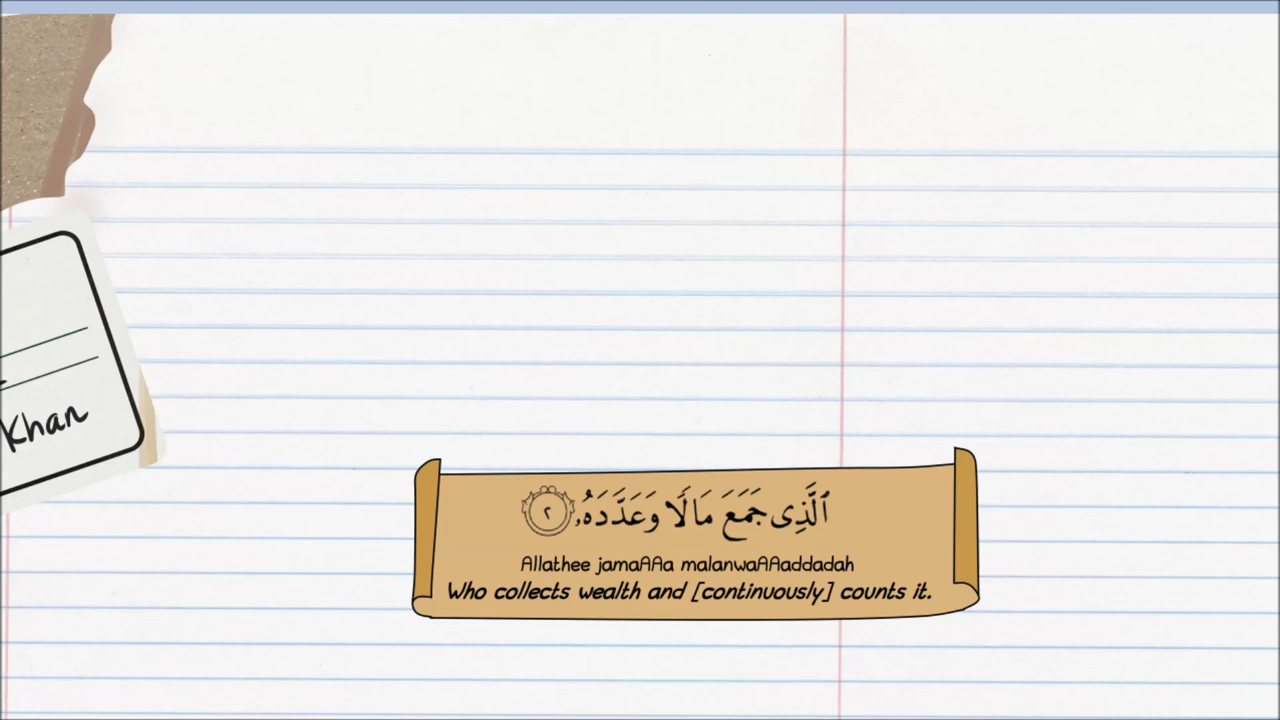 Khan
ٱلَّذِى جَمَعَ مَالًا وَعَدَّدَهُۥ ٢
Allathee jamaAAa malanwaAAaddadah
Who collects wealth and [continuously] counts it.